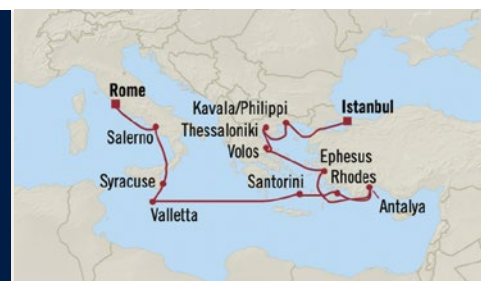 Rome
Kavala/Philippi
Istanbul
Salerno
Thessaloniki
Volos
Ephesus
Rhodes
Syracuse
Santorini
Valletta
Antalya